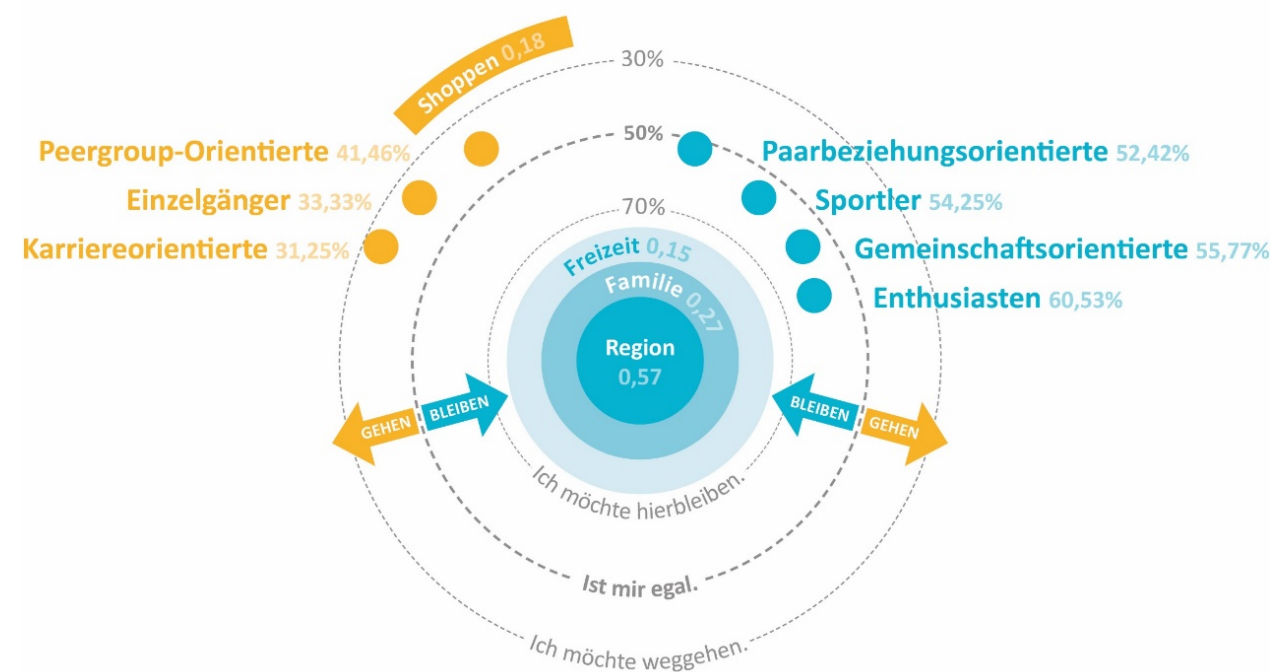 Shoppen 0,18
30%
50%
Peergroup-Orientierte 41,46%
Paarbeziehungsorientierte 52,42%
Einzelgänger 33,33%
Sportler 54,25%
70%
Karriereorientierte 31,25%
Gemeinschaftsorientierte 55,77%
Freizeit 0,15
Familie 0,27
Enthusiasten 60,53%
Region
0,57
GEHEN
BLEIBEN
BLEIBEN
GEHEN
Ich möchte hierbleiben.
Ist mir egal.
Ich möchte weggehen.